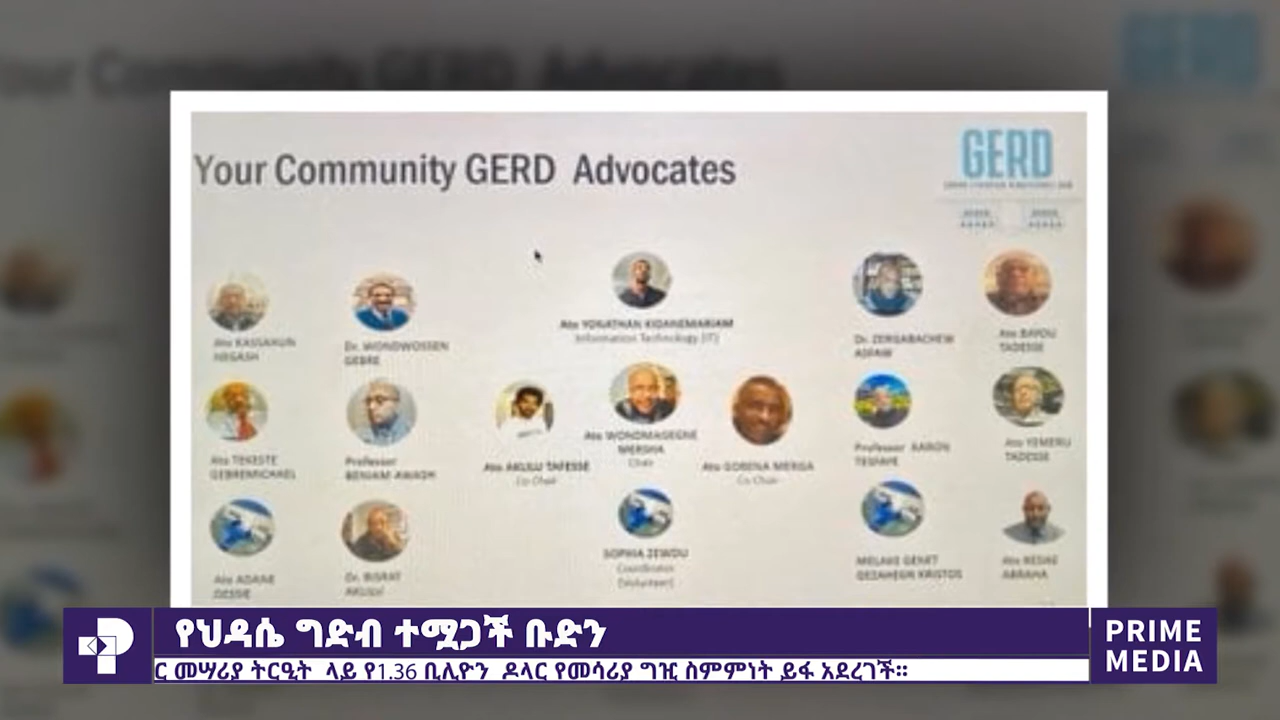 Your Community GERD Advocates
GERD
Ato YONATHAN KIDANEMARIAM
Information Technology (IT)
Ato KASSAHUN
NEGASH
Dr. WONDWOSSEN
GEBRE
Dr. ZERGABACHEW
ASFAW
Ato BAYOU
TADESSE
Ato TEKESTE
GEBREMICHAEL
Professor
BENIAM AWASH
Ato AKULU TAFESSE
Co Chair
Ato WONDMAGEGNE
MERSHA
Chair
Ato GOBENA MERGA
Co Chair
Professor AARON
TESFAYE
Ato YEMERU
TADESSE
Ato ADANE
DESSIE
Dr. BISRAT
AKLILU
SOPHIA ZEWDU
Coordinator
(Volunteer)
MELAKE GENET
GEZAHEGN KRISTOS
Ato REDAE
ABRAHA
የህዳሴ ግድብ ተሟጋች ቡድን
ር መሣሪያ ትርዒት ላይ የ1.36 ቢሊዮን ዶላር የመሳሪያ ግዢ ስምምነት ይፋ አደረገች።
PRIME
MEDIA